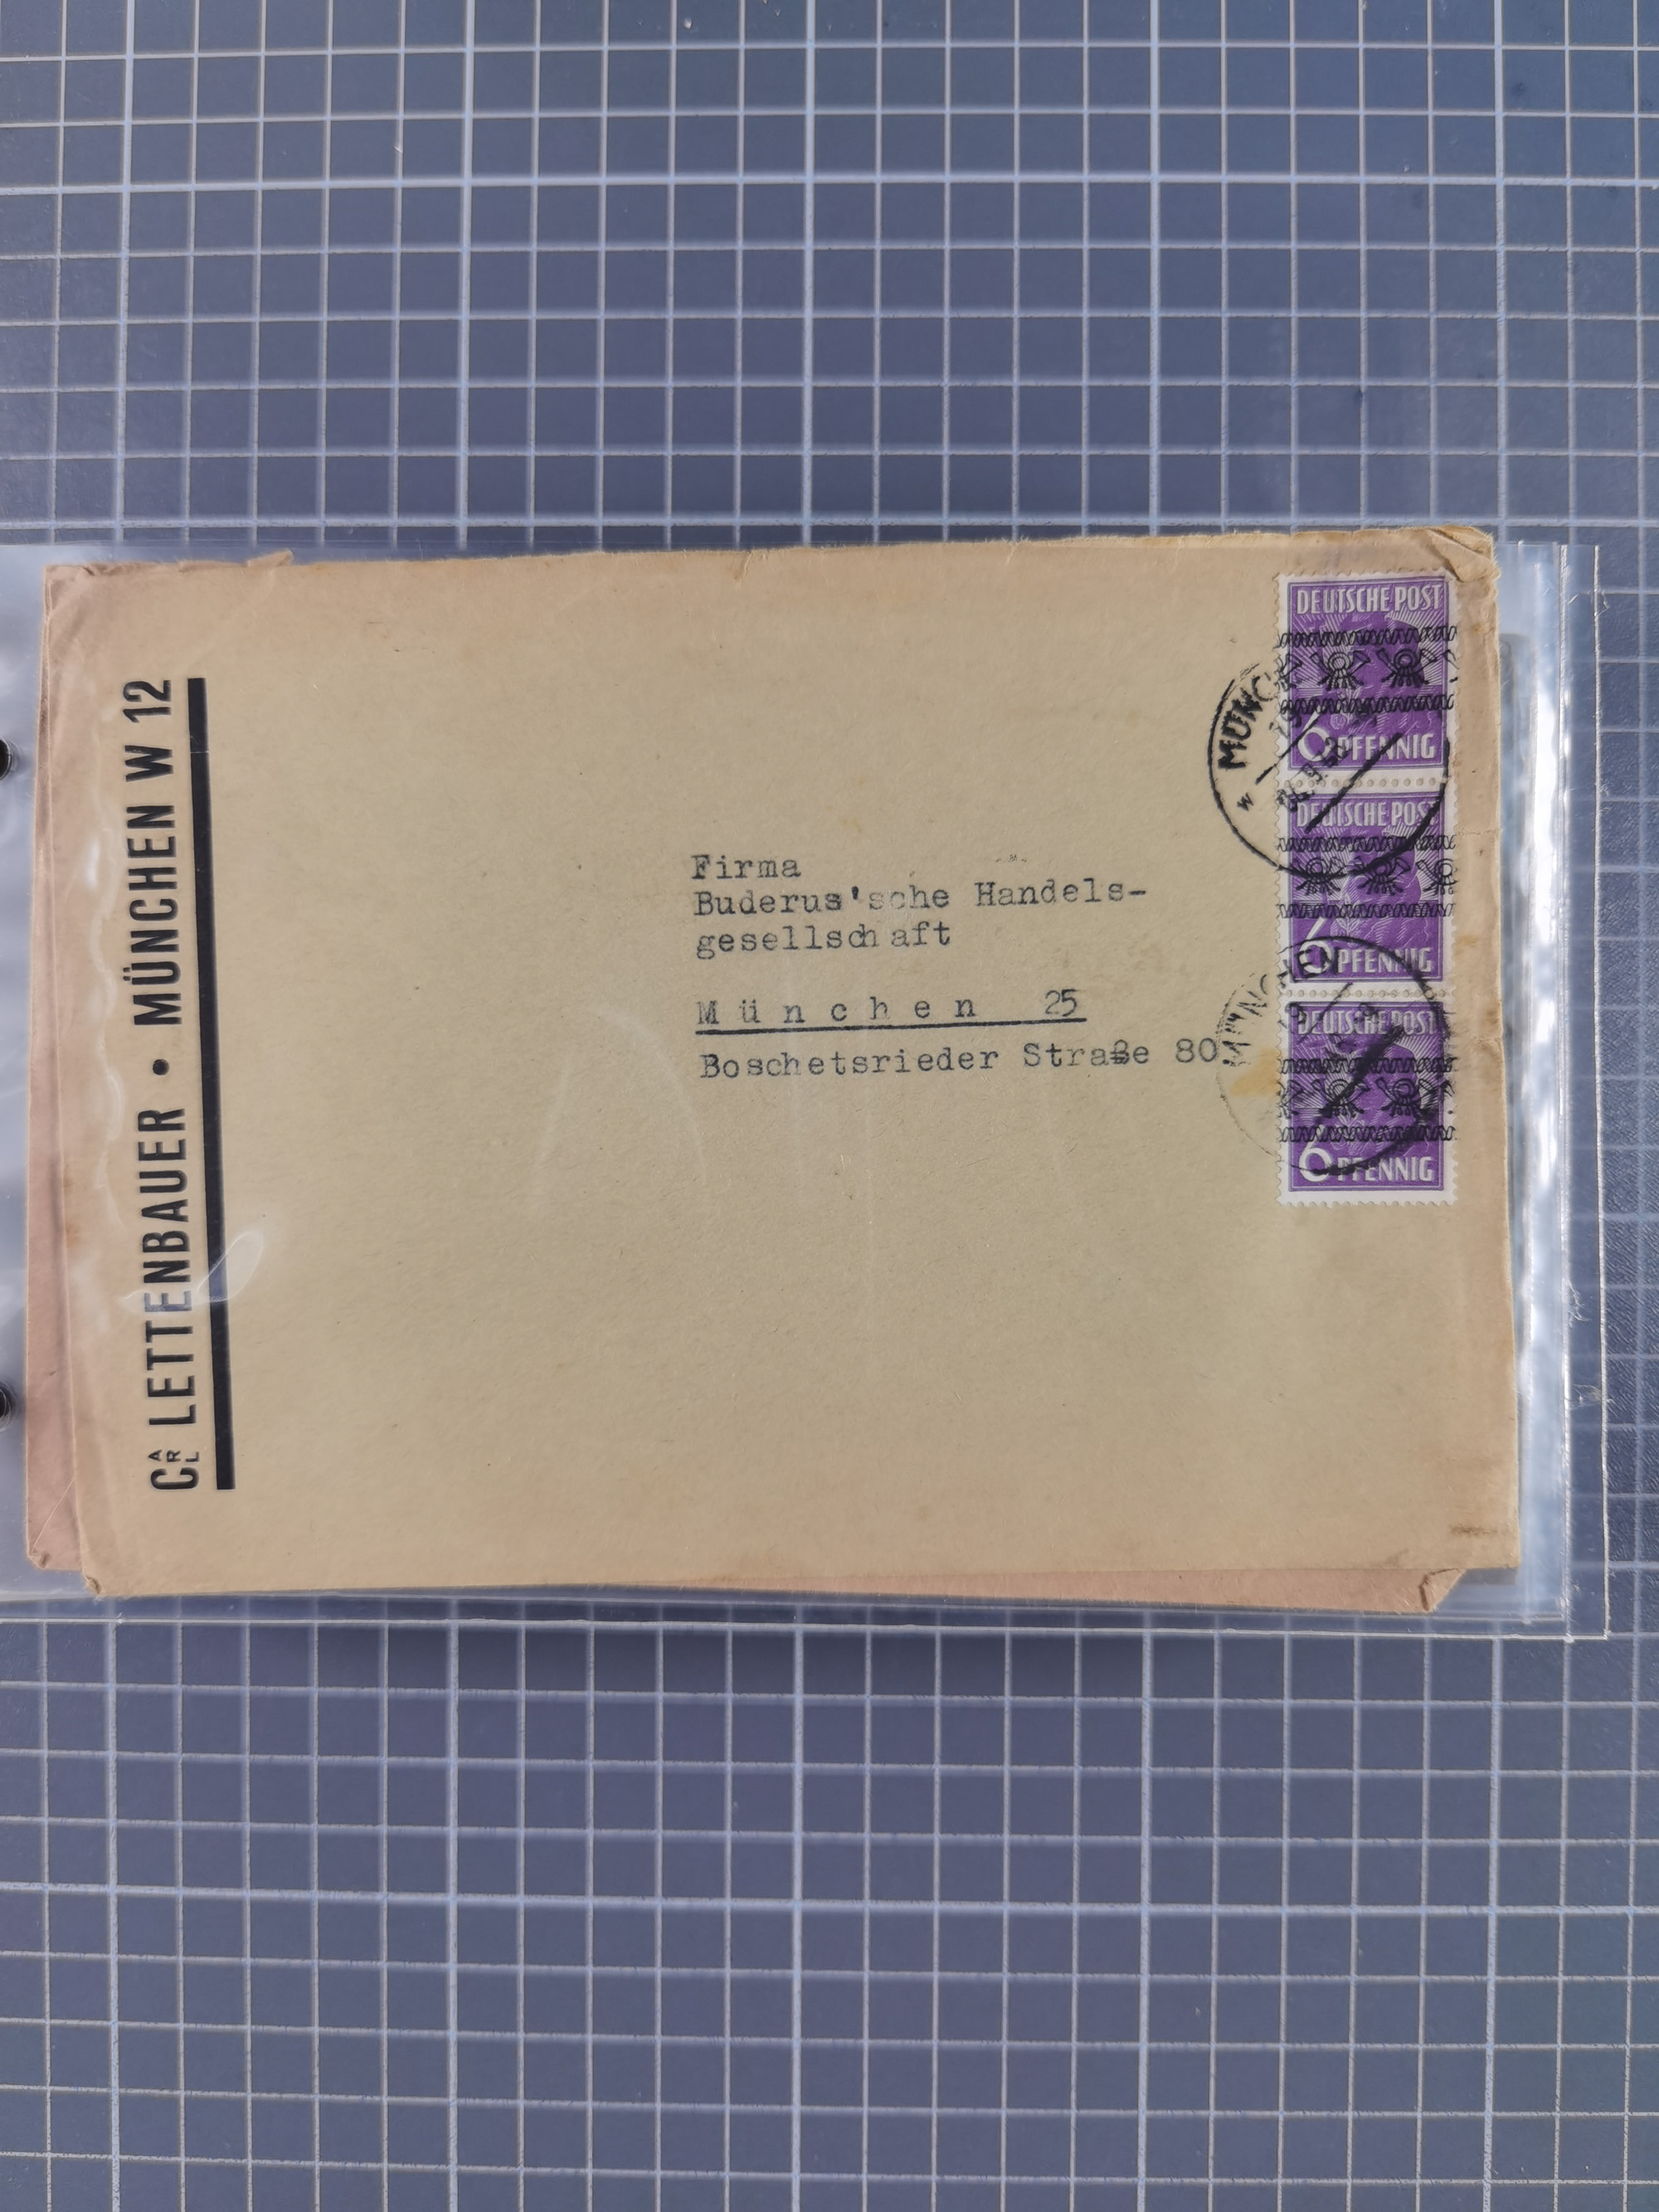 CARL LETTENBAUER • MÜNCHEN W 12
Firma
Buderus'sche Handels-
gesellschaft
München 25
Boschetsrieder Straße 80
DEUTSCHE POST
6 PFENNIG
DEUTSCHE POST
6 PFENNIG
DEUTSCHE POST
6 PFENNIG
MÜNCHEN